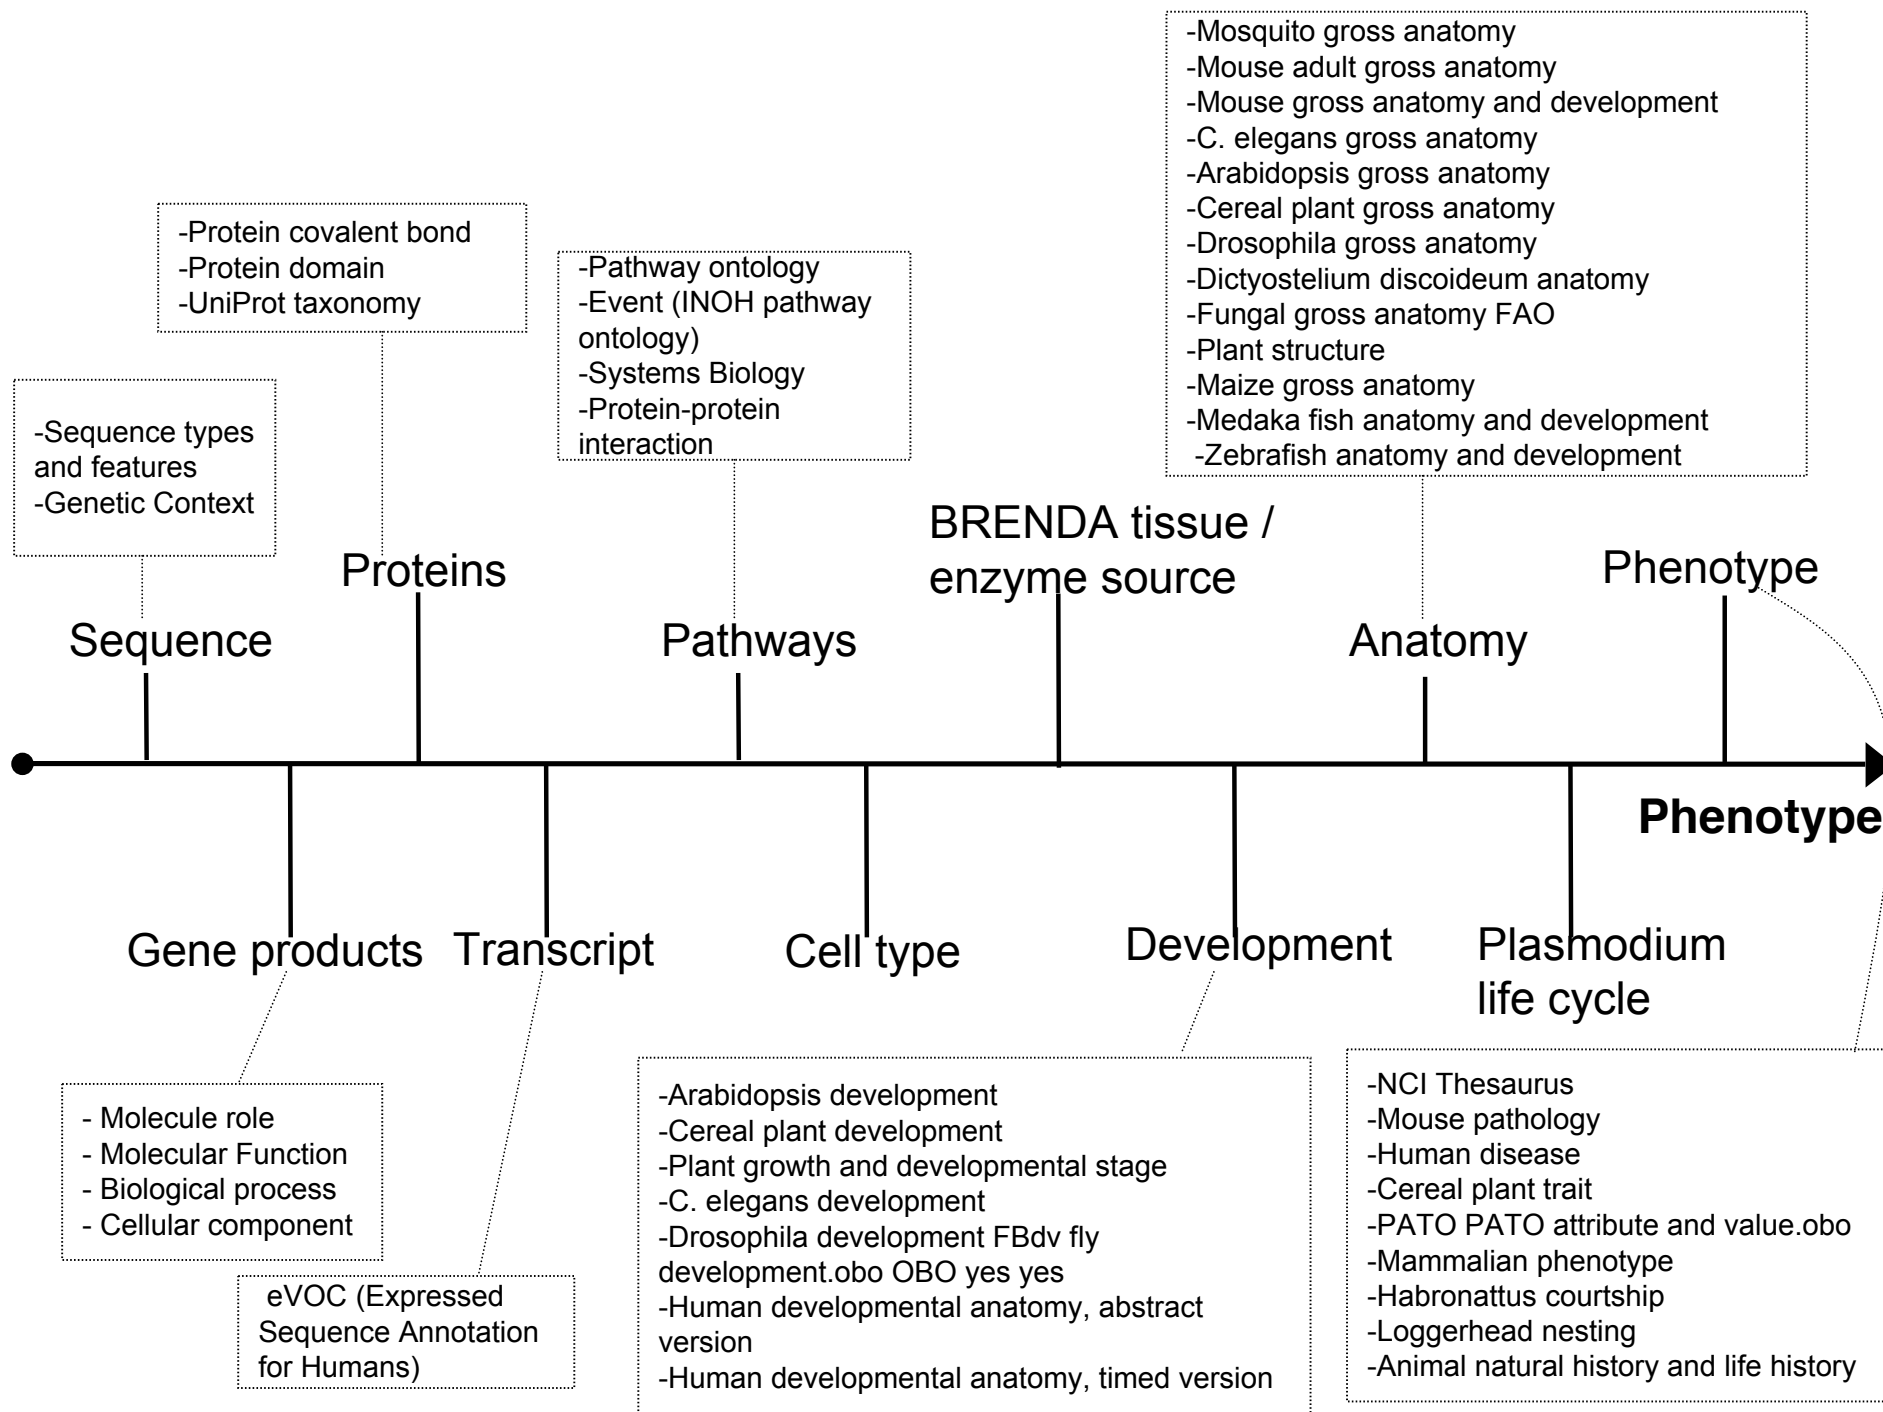 -Mosquito gross anatomy
-Mouse adult gross anatomy
-Mouse gross anatomy and development
-C. elegans gross anatomy
-Arabidopsis gross anatomy
-Cereal plant gross anatomy
-Drosophila gross anatomy
-Dictyostelium discoideum anatomy
-Fungal gross anatomy FAO
-Plant structure
-Maize gross anatomy
-Medaka fish anatomy and development
-Zebrafish anatomy and development
-Protein covalent bond
-Protein domain
-UniProt taxonomy
-Pathway ontology
-Event (INOH pathway
ontology)
-Systems Biology
-Protein-protein
interaction
-Sequence types
and features
-Genetic Context
BRENDA tissue /
enzyme source
Proteins
Phenotype
Sequence
Pathways
Anatomy
Phenotype
Gene products
Transcript
Cell type
Development
Plasmodium
life cycle
- Molecule role
- Molecular Function
- Biological process
- Cellular component
eVOC (Expressed
Sequence Annotation
for Humans)
-Arabidopsis development
-Cereal plant development
-Plant growth and developmental stage
-C. elegans development
-Drosophila development FBdv fly
development.obo OBO yes yes
-Human developmental anatomy, abstract
version
-Human developmental anatomy, timed version
-NCI Thesaurus
-Mouse pathology
-Human disease
-Cereal plant trait
-PATO PATO attribute and value.obo
-Mammalian phenotype
-Habronattus courtship
-Loggerhead nesting
-Animal natural history and life history